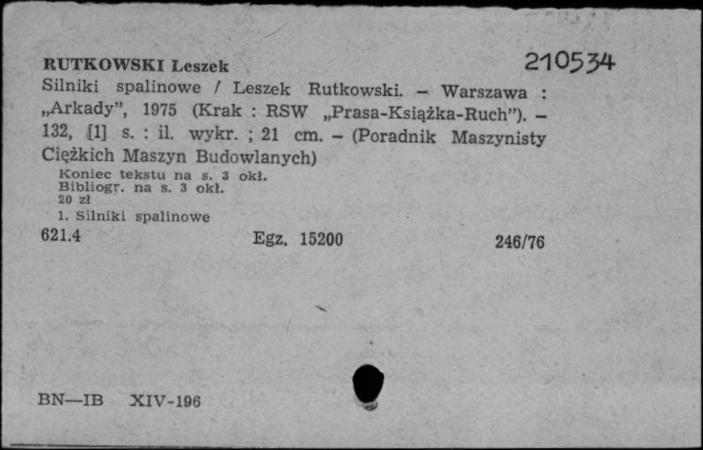 RUTKOWSKI Leszek 210534
Silniki spalinowe / Leszek Rutkowski. – Warszawa :
„Arkady”, 1975 (Krak : RSW „Prasa-Książka-Ruch”). –
132, [1] s. : il. wykr. ; 21 cm. – (Poradnik Maszynisty
Ciężkich Maszyn Budowlanych)
Koniec tekstu na s. 3 okł.
Bibliogr. na s. 3 okł.
20 zł
1. Silniki spalinowe
621.4 Egz. 15200 246/76
BN—IB XIV-196